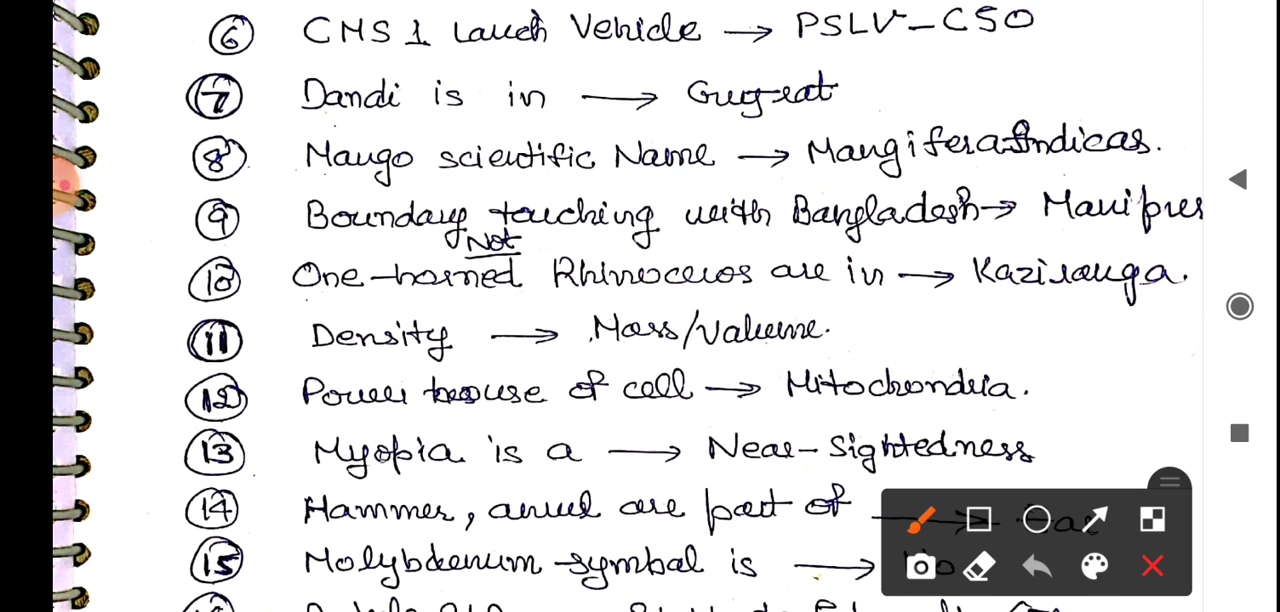 6 CMS 1 Lauch Vehicle → PSLV-C50
7 Dandi is in → Gugrat
8 Mango scientific Name → Mangifera Indicas.
9 Boundary touching with Bangladesh → Manipur
Not
10 One-horned Rhinoceros are in → Kaziranga.
11 Density → Mass/Valume.
12 Power house of cell → Mitochondria.
13 Myopia is a → Near-Sightedness
14 Hammer, anvil are part of →
15 Molybdenum symbal is → Mo